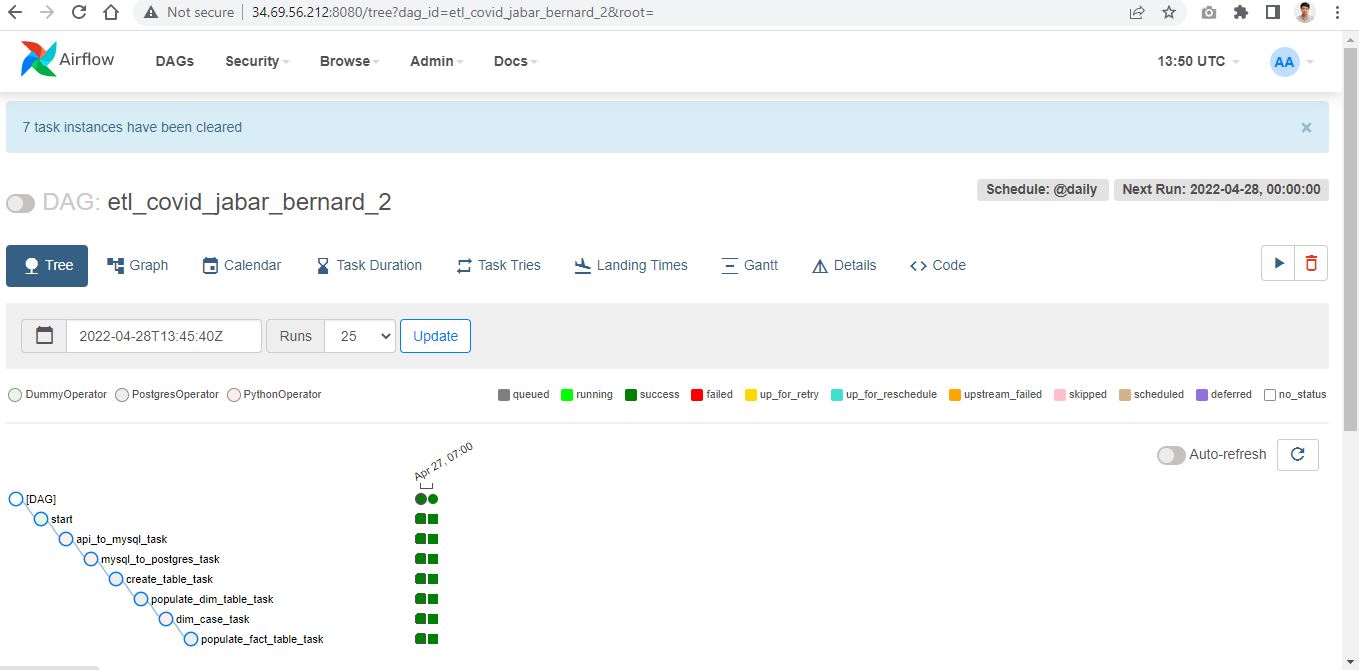 Not secure | 34.69.56.212:8080/tree?dag_id=etl_covid_jabar_bernard_2&root=
Airflow DAGs Security Browse Admin Docs 13:50 UTC AA
7 task instances have been cleared ×
DAG: etl_covid_jabar_bernard_2 Schedule: @daily Next Run: 2022-04-28, 00:00:00
Tree Graph Calendar Task Duration Task Tries Landing Times Gantt Details <> Code
2022-04-28T13:45:40Z Runs 25 Update
DummyOperator PostgresOperator PythonOperator queued running success failed up_for_retry up_for_reschedule upstream_failed skipped scheduled deferred no_status
Apr 27, 07:00
Auto-refresh
[DAG]
start
api_to_mysql_task
mysql_to_postgres_task
create_table_task
populate_dim_table_task
dim_case_task
populate_fact_table_task